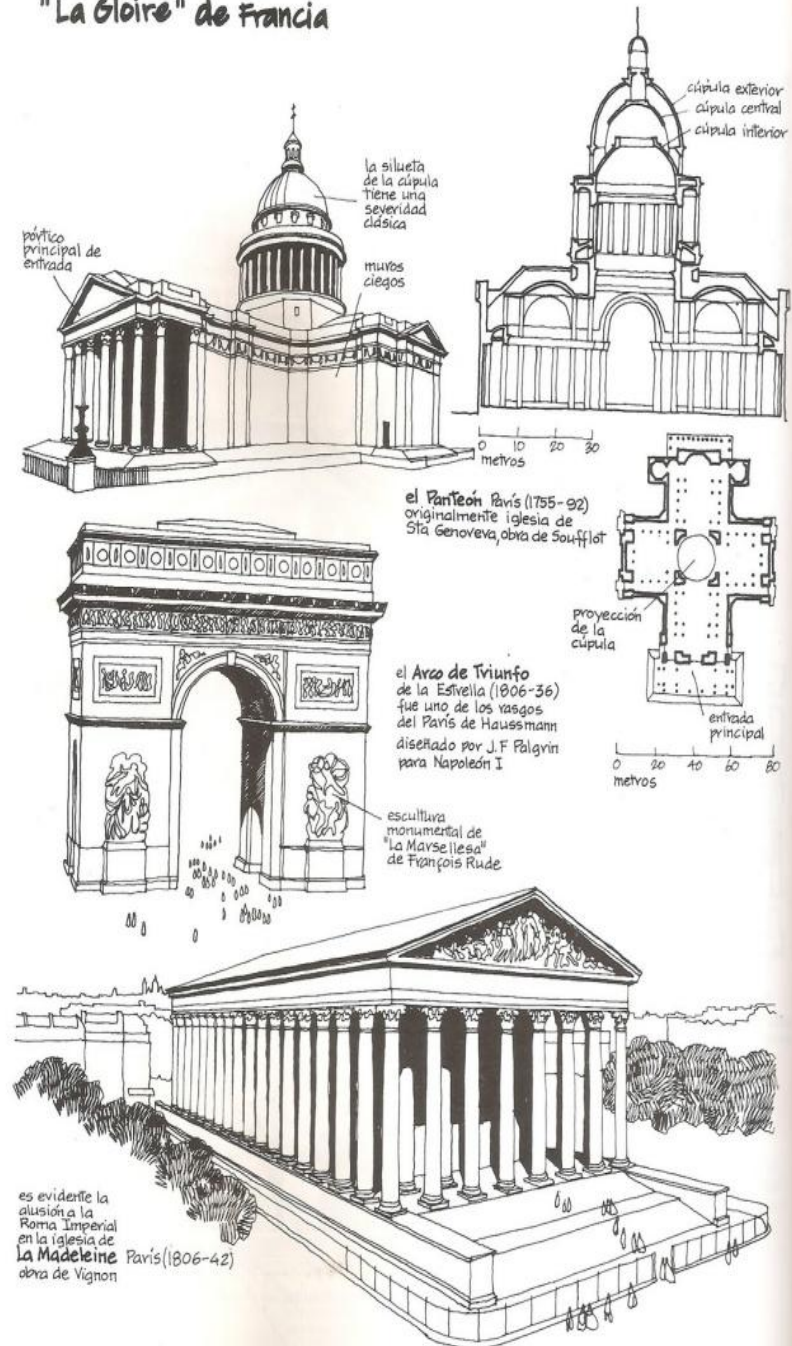 "La Gloire" de Francia
cúpula exterior
cúpula central
cúpula interior
la silueta
de la cúpula
tiene una
severidad
clásica
pórtico
principal de
entrada
muros
ciegos
0 10 20 30
metros
el Panteón París (1755-92)
originalmente iglesia de
Sta Genoveva, obra de Soufflot
proyección
de la
cúpula
entrada
principal
0 20 40 60 80
metros
el Arco de Triunfo
de la Estrella (1806-36)
fue uno de los rasgos
del París de Haussmann
diseñado por J.F Palgrin
para Napoleón I
escultura
monumental de
"La Marsellesa"
de François Rude
es evidente la
alusión a la
Roma Imperial
en la iglesia de
La Madeleine París (1806-42)
obra de Vignon